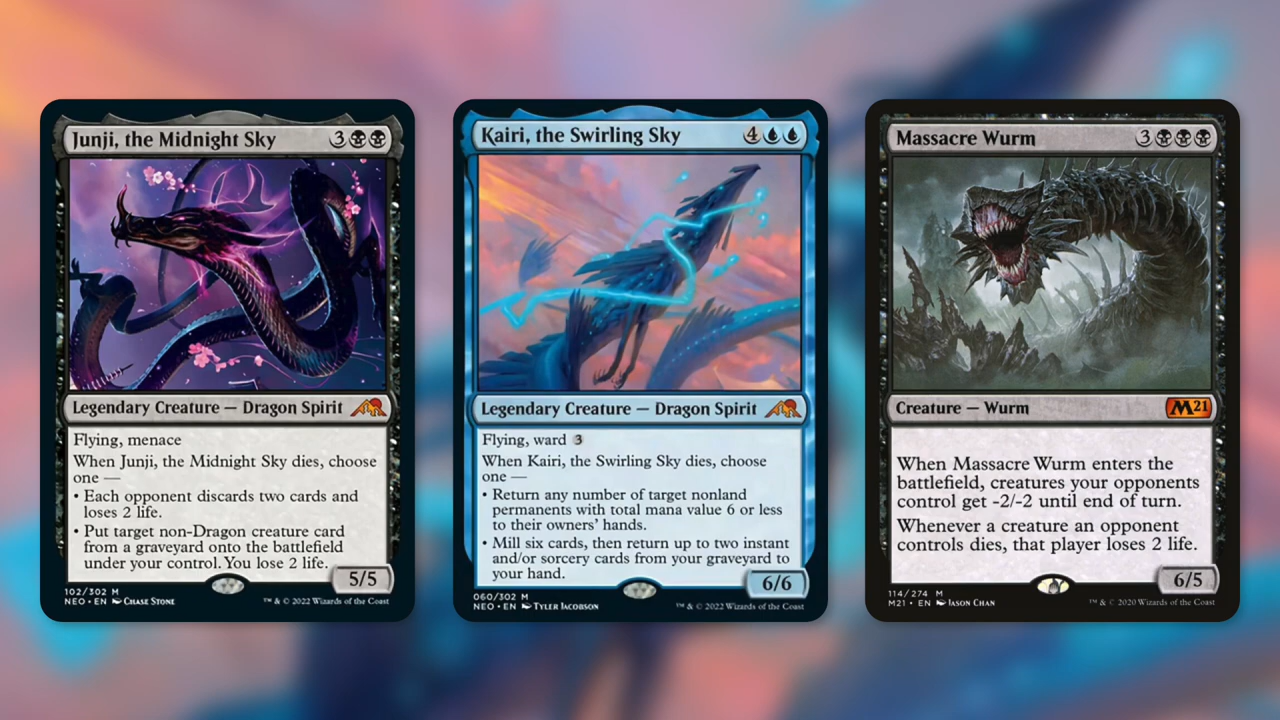 Junji, the Midnight Sky 3
Legendary Creature — Dragon Spirit
Flying, menace
When Junji, the Midnight Sky dies, choose
one —
• Each opponent discards two cards and
loses 2 life.
• Put target non-Dragon creature card
from a graveyard onto the battlefield
under your control. You lose 2 life.
5/5
102/302 M
NEO • EN Chase Stone
™ & © 2022 Wizards of the Coast
Kairi, the Swirling Sky 4
Legendary Creature — Dragon Spirit
Flying, ward 3
When Kairi, the Swirling Sky dies, choose
one —
• Return any number of target nonland
permanents with total mana value 6 or less
to their owners' hands.
• Mill six cards, then return up to two instant
and/or sorcery cards from your graveyard to
your hand.
6/6
060/302 M
NEO • EN Tyler Jacobson
™ & © 2022 Wizards of the Coast
Massacre Wurm 3
Creature — Wurm
M21
When Massacre Wurm enters the
battlefield, creatures your opponents
control get -2/-2 until end of turn.
Whenever a creature an opponent
controls dies, that player loses 2 life.
6/5
114/274 M
M21 • EN Jason Chan
™ & © 2020 Wizards of the Coast